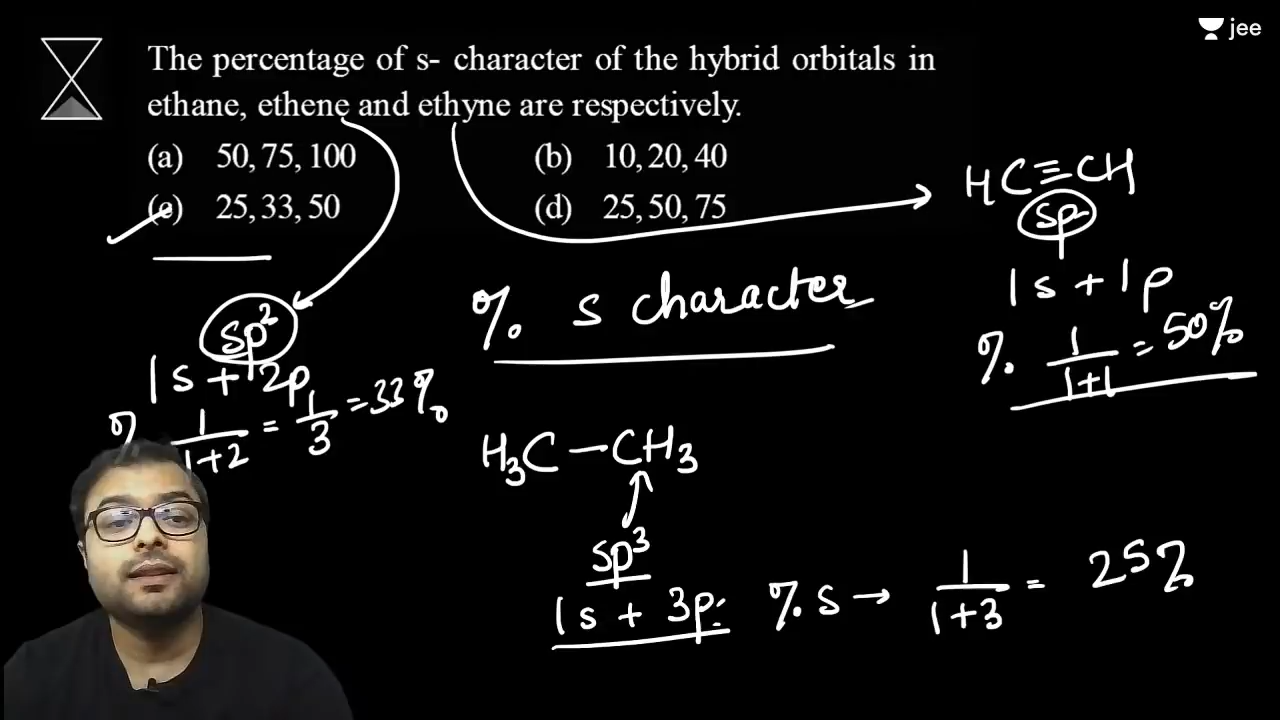 jee
The percentage of s- character of the hybrid orbitals in
ethane, ethene and ethyne are respectively.
(a) 50, 75, 100
(b) 10, 20, 40
(c) 25, 33, 50
(d) 25, 50, 75
HC≡CH
sp
1s + 1p
% 1/(1+1) = 50%
% s character
sp²
1s + 2p
% 1/(1+2) = 1/3 = 33%
H₃C – CH₃
sp³
1s + 3p: % s → 1/(1+3) = 25%